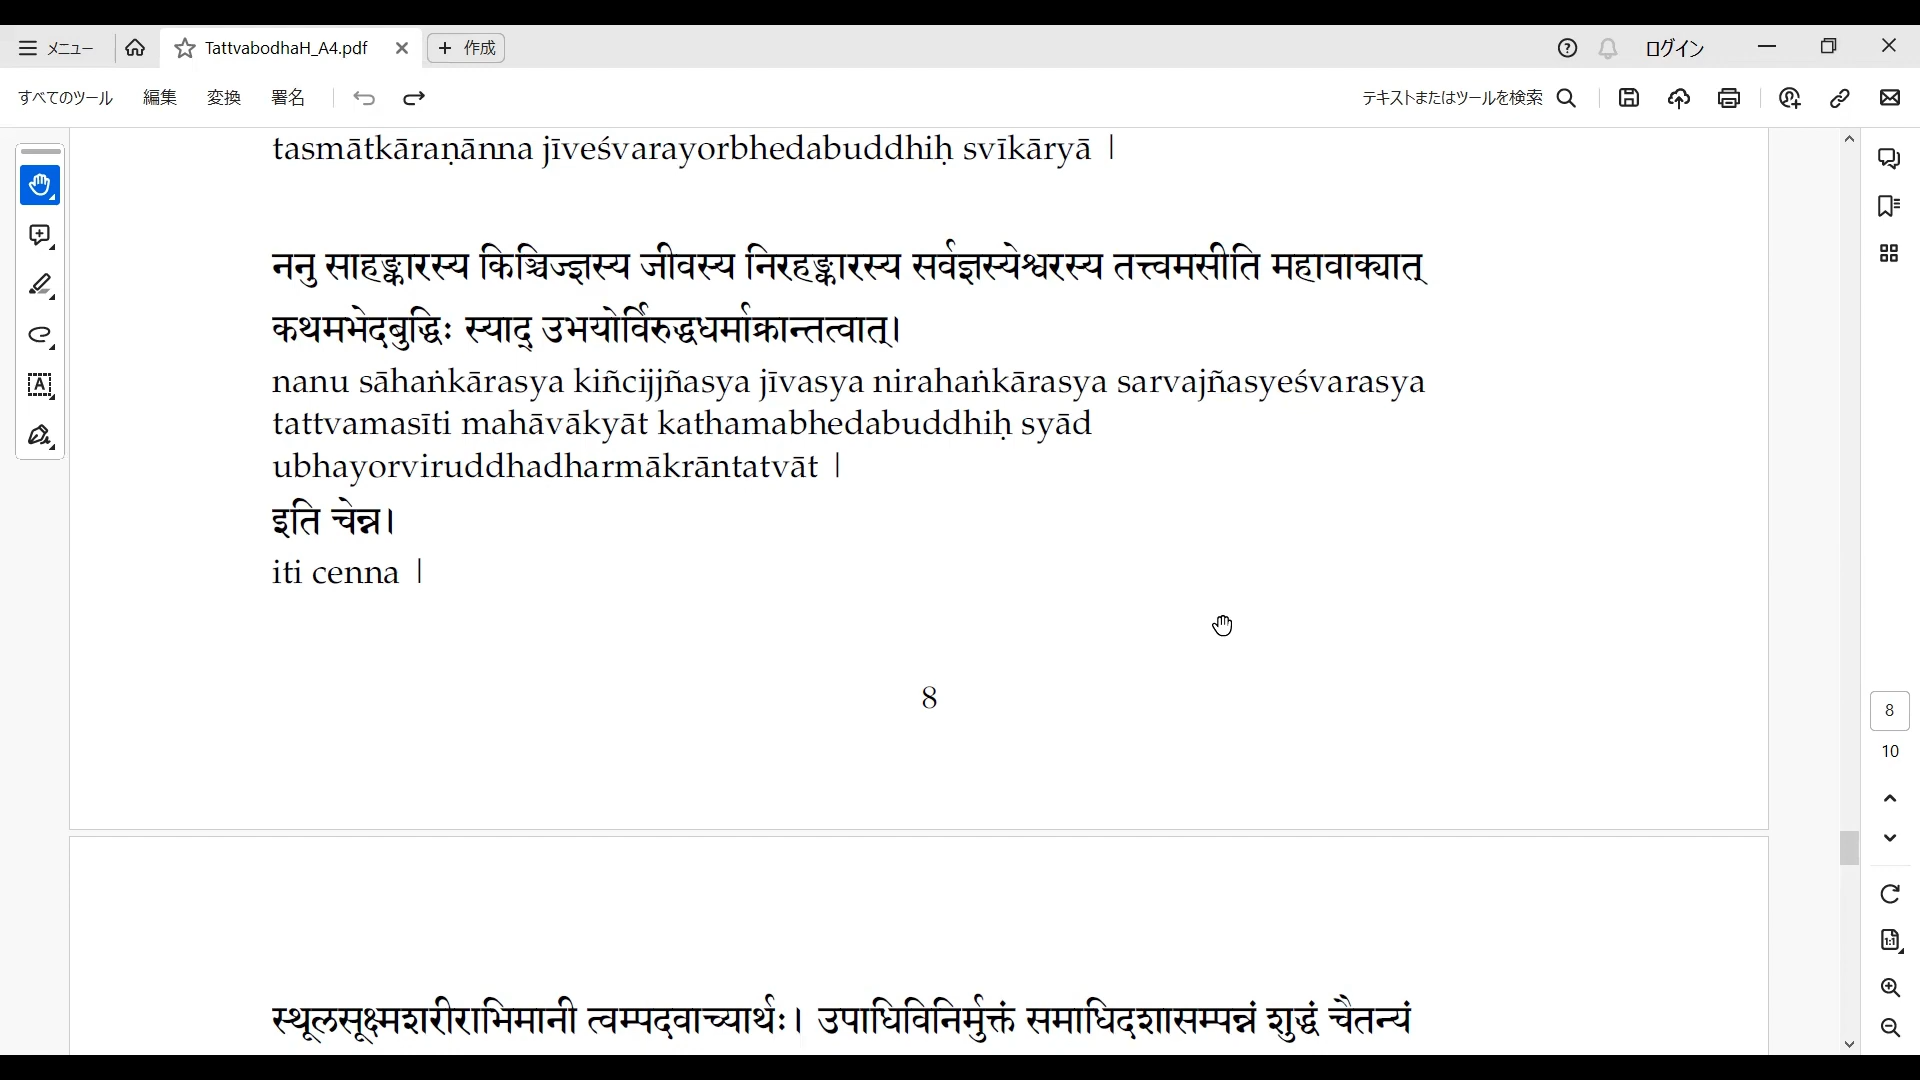 メニュー
TattvabodhaH_A4.pdf
作成
ログイン
すべてのツール 編集 変換 署名
テキストまたはツールを検索
tasmātkāraṇānna jīveśvarayorbhedabuddhiḥ svīkāryā |
ननु साहङ्कारस्य किञ्चिज्ज्ञस्य जीवस्य निरहङ्कारस्य सर्वज्ञस्येश्वरस्य तत्त्वमसीति महावाक्यात्
कथमभेदबुद्धिः स्याद् उभयोर्विरुद्धधर्माक्रान्तत्वात्।
nanu sāhaṅkārasya kiñcijjñasya jīvasya nirahaṅkārasya sarvajñasyeśvarasya
tattvamasīti mahāvākyāt kathamabhedabuddhiḥ syād
ubhayorviruddhadharmākrāntatvāt |
इति चेन्न।
iti cenna |
8
8
10
स्थूलसूक्ष्मशरीराभिमानी त्वम्पदवाच्यार्थः। उपाधिविनिर्मुक्तं समाधिदशासम्पन्नं शुद्धं चैतन्यं